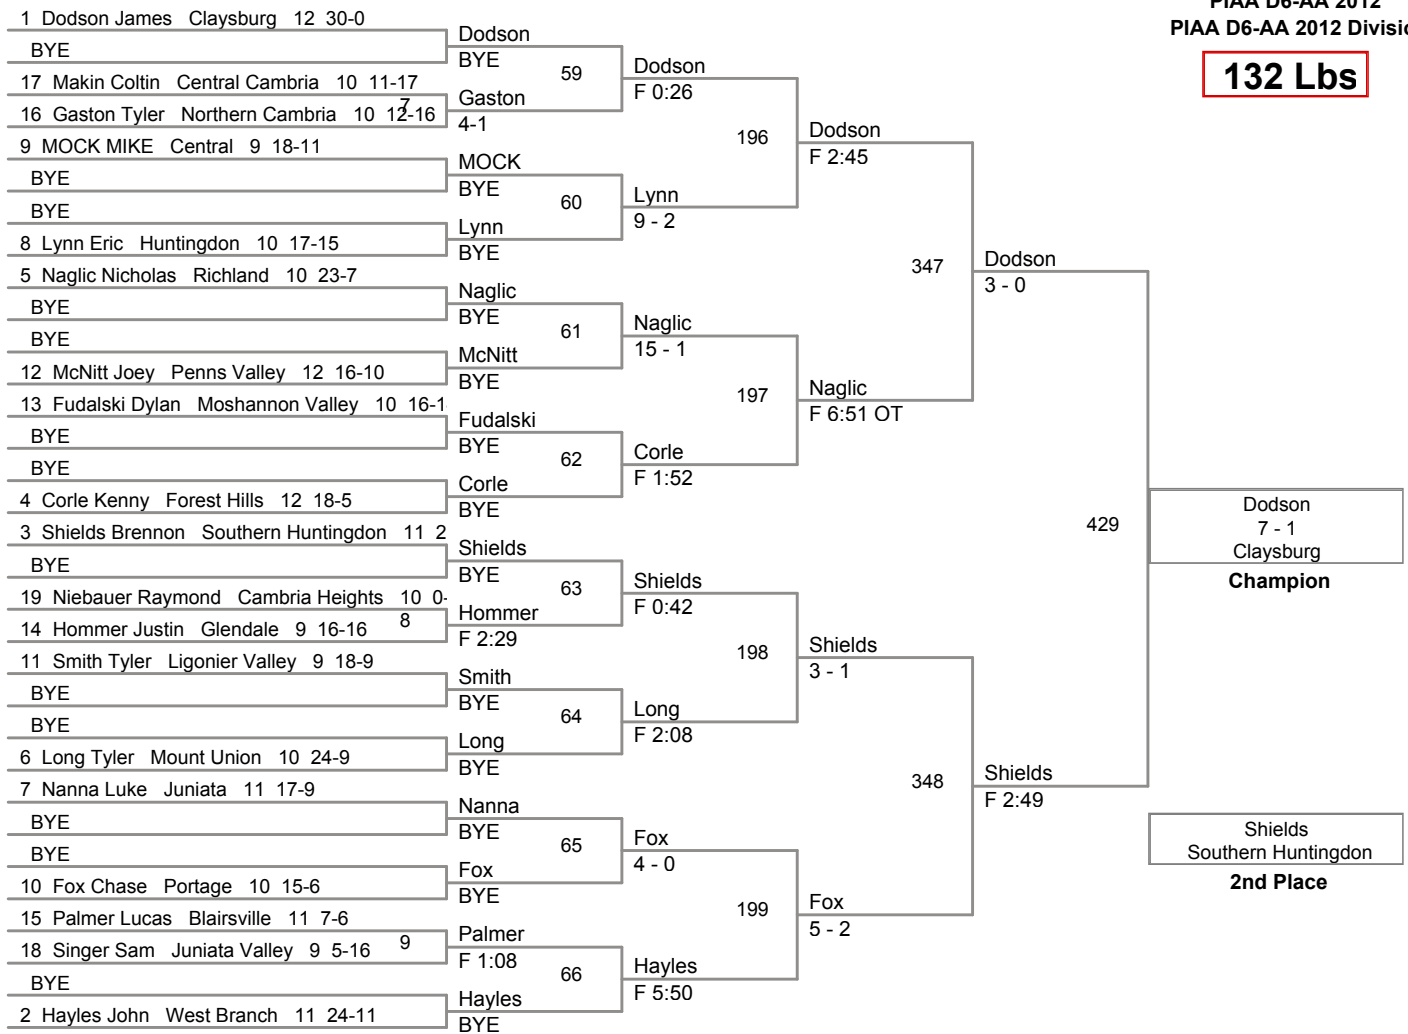 PIAA D6-AA 2012
PIAA D6-AA 2012 Divisio
132 Lbs
1 Dodson James Claysburg 12 30-0
BYE
17 Makin Coltin Central Cambria 10 11-17
7
16 Gaston Tyler Northern Cambria 10 12-16
9 MOCK MIKE Central 9 18-11
BYE
BYE
8 Lynn Eric Huntingdon 10 17-15
5 Naglic Nicholas Richland 10 23-7
BYE
BYE
12 McNitt Joey Penns Valley 12 16-10
13 Fudalski Dylan Moshannon Valley 10 16-1
BYE
BYE
4 Corle Kenny Forest Hills 12 18-5
3 Shields Brennon Southern Huntingdon 11 2
BYE
19 Niebauer Raymond Cambria Heights 10 0-
8
14 Hommer Justin Glendale 9 16-16
11 Smith Tyler Ligonier Valley 9 18-9
BYE
BYE
6 Long Tyler Mount Union 10 24-9
7 Nanna Luke Juniata 11 17-9
BYE
BYE
10 Fox Chase Portage 10 15-6
15 Palmer Lucas Blairsville 11 7-6
9
18 Singer Sam Juniata Valley 9 5-16
BYE
2 Hayles John West Branch 11 24-11
Dodson
BYE
59
Gaston
4-1
MOCK
BYE
60
Lynn
BYE
Naglic
BYE
61
McNitt
BYE
Fudalski
BYE
62
Corle
BYE
Shields
BYE
63
Hommer
F 2:29
Smith
BYE
64
Long
BYE
Nanna
BYE
65
Fox
BYE
Palmer
F 1:08
66
Hayles
BYE
Dodson
F 0:26
196
Lynn
9 - 2
Naglic
15 - 1
197
Corle
F 1:52
Shields
F 0:42
198
Long
F 2:08
Fox
4 - 0
199
Hayles
F 5:50
Dodson
F 2:45
347
Naglic
F 6:51 OT
Shields
3 - 1
348
Fox
5 - 2
Dodson
3 - 0
429
Shields
F 2:49
Dodson
7 - 1
Claysburg
Champion
Shields
Southern Huntingdon
2nd Place